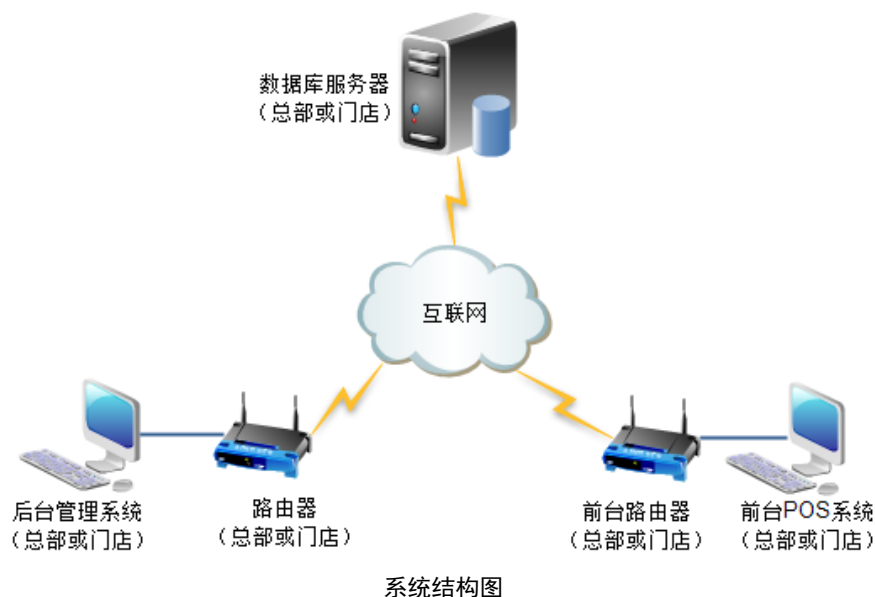 数据库服务器
（总部或门店）
互联网
后台管理系统
（总部或门店）
路由器
（总部或门店）
前台路由器
（总部或门店）
前台POS系统
（总部或门店）
系统结构图